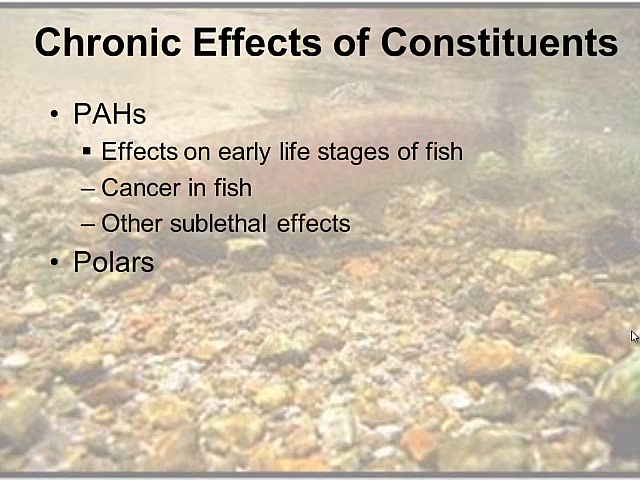 Chronic Effects of Constituents
• PAHs
▪ Effects on early life stages of fish
– Cancer in fish
– Other sublethal effects
• Polars